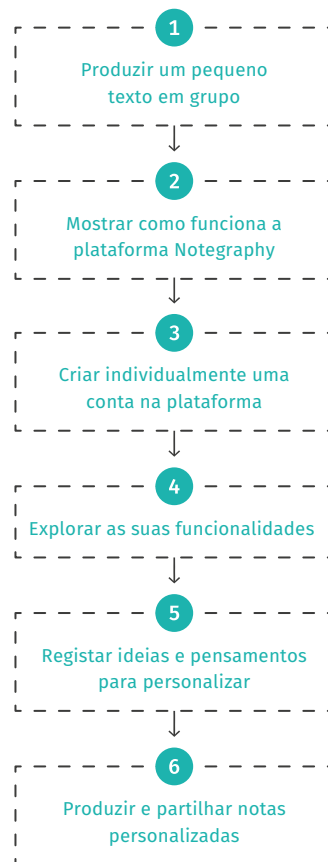 1
Produzir um pequeno
texto em grupo
2
Mostrar como funciona a
plataforma Notegraphy
3
Criar individualmente uma
conta na plataforma
4
Explorar as suas funcionalidades
5
Registar ideias e pensamentos
para personalizar
6
Produzir e partilhar notas
personalizadas